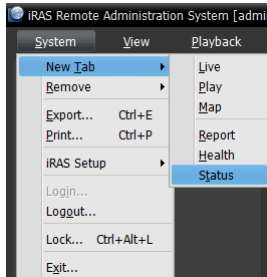 iRAS Remote Administration System [admi
System View Playback
New Tab
Live
Remove
Play
Map
Export... Ctrl+E
Print... Ctrl+P
Report
Health
iRAS Setup
Status
Login...
Logout...
Lock... Ctrl+Alt+L
Exit...